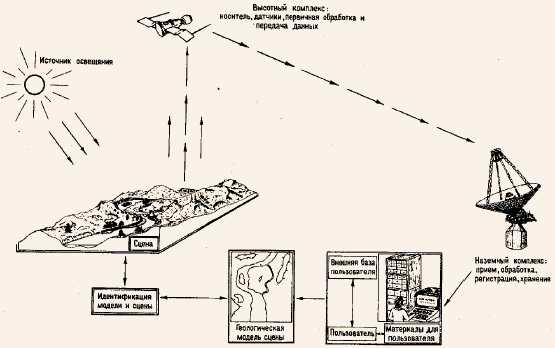 Высотный комплекс:
носитель, датчики, первичная обработка и
передача данных
Источник освещения
Сцена
Наземный комплекс:
прием, обработка,
регистрация, хранение
Внешняя база
пользователя
Идентификация
модели и сцены
Геологическая
модель сцены
Пользователь
Материалы для
пользователя